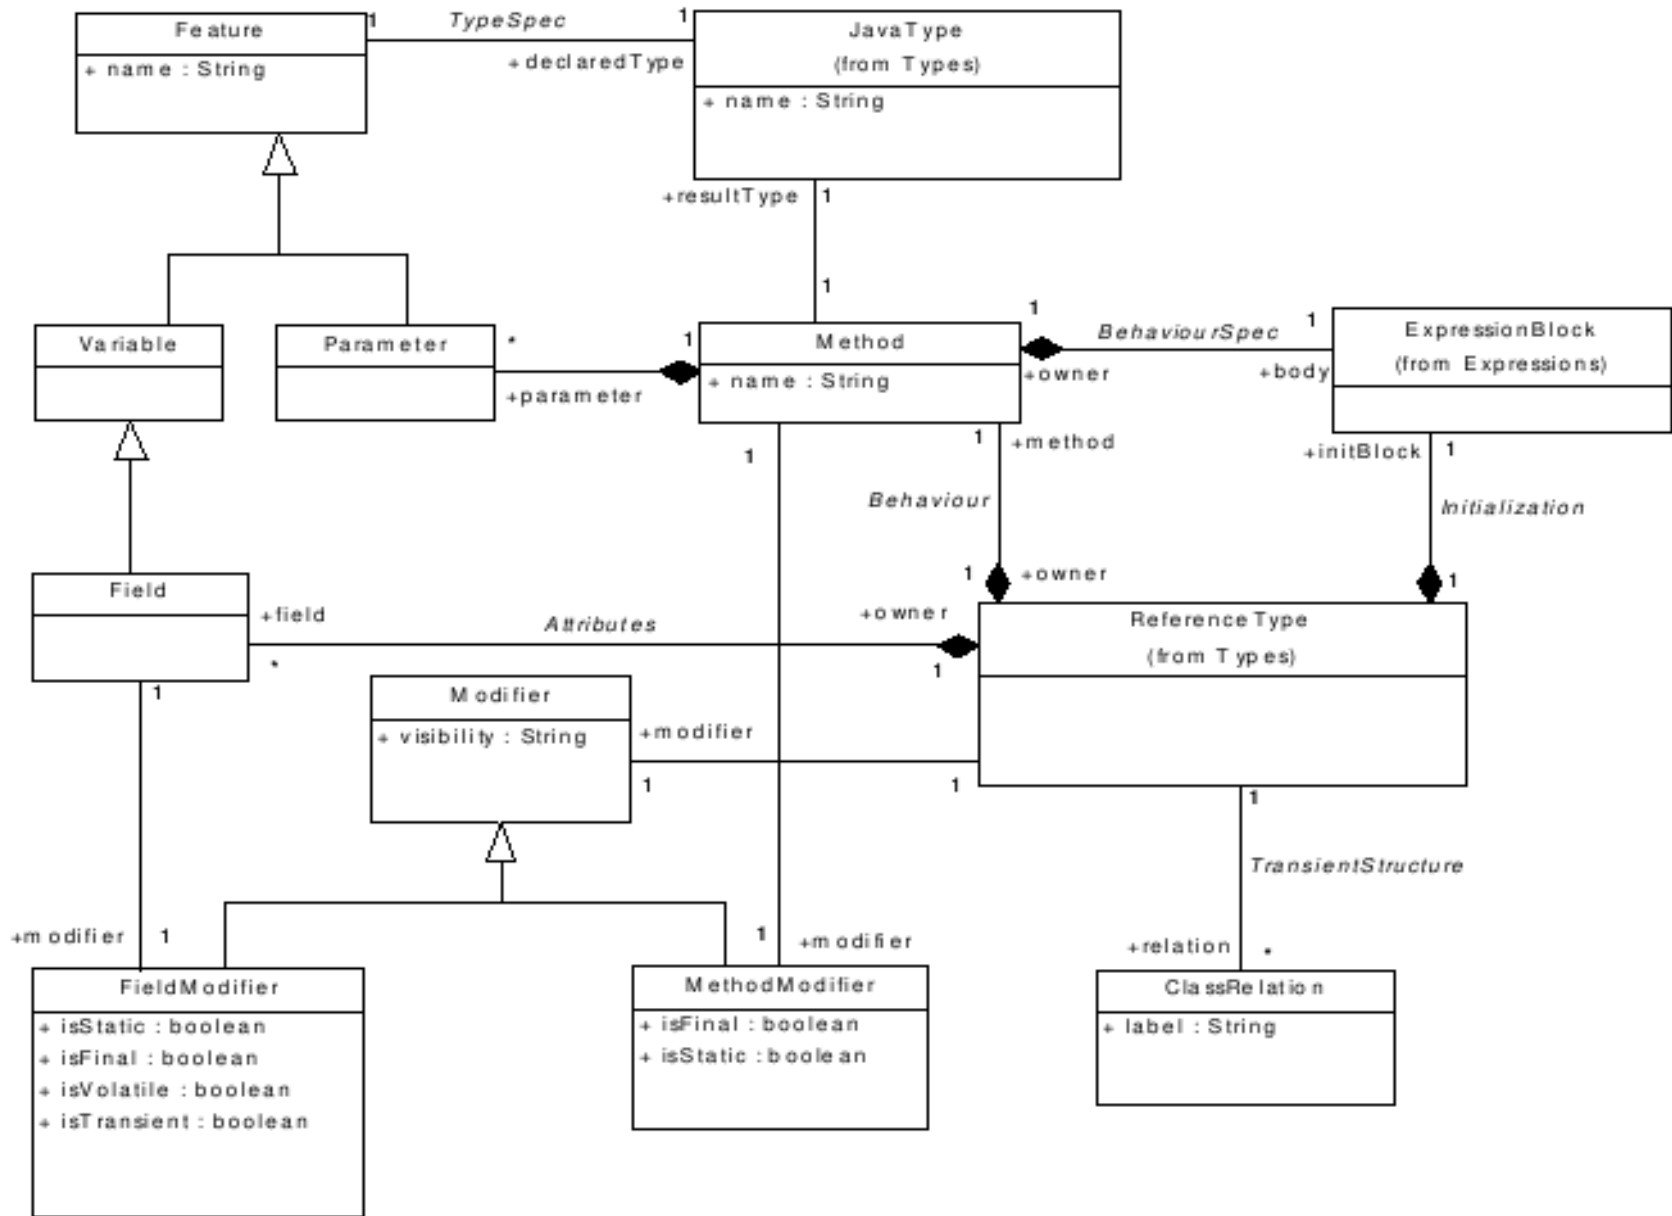 Feature
+ name : String
1
TypeSpec
1
+ declaredType
JavaType
(from Types)
+ name : String
+resultType
1
1
Variable
Parameter
*
+parameter
1
Method
+ name : String
1
BehaviourSpec
1
+owner
+body
ExpressionBlock
(from Expressions)
1
1
+method
+initBlock
1
Behaviour
Initialization
1
+owner
1
Field
+field
*
Attributes
+owner
1
ReferenceType
(from Types)
1
Modifier
+ visibility : String
+modifier
1
1
1
TransientStructure
+modifier
1
1
+modifier
+relation
*
FieldModifier
+ isStatic : boolean
+ isFinal : boolean
+ isVolatile : boolean
+ isTransient : boolean
MethodModifier
+ isFinal : boolean
+ isStatic : boolean
ClassRelation
+ label : String